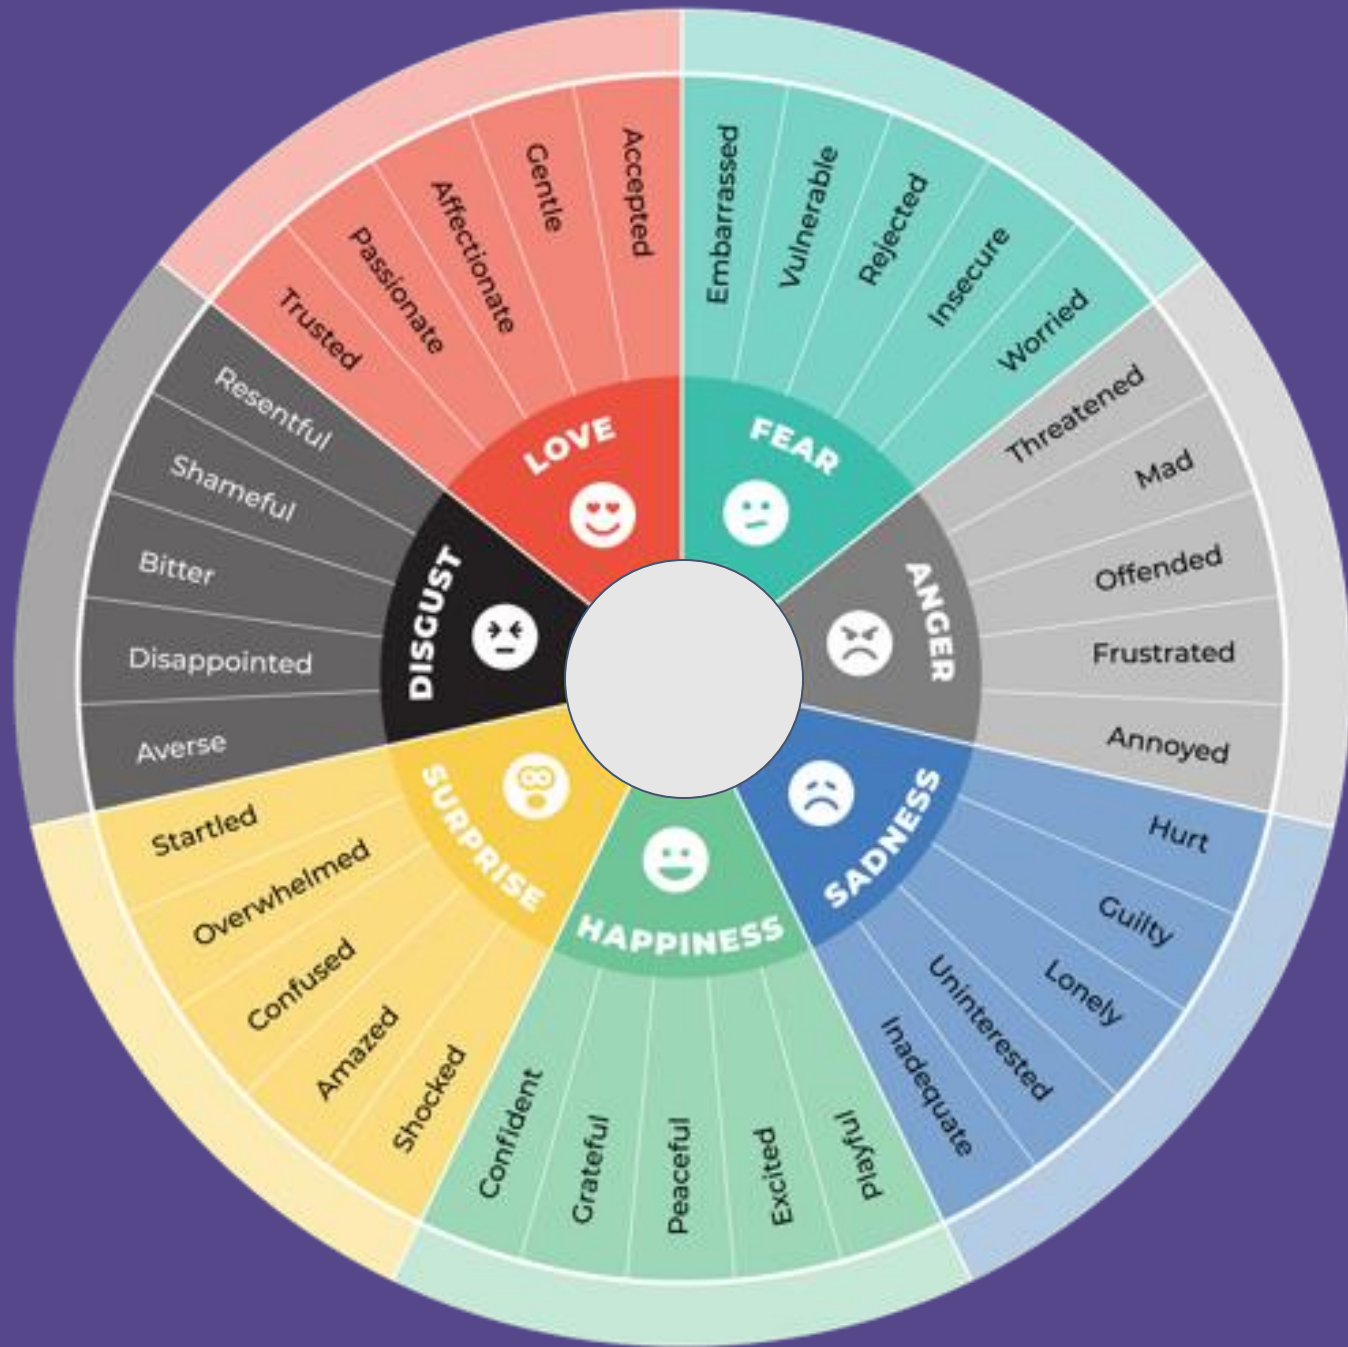 LOVE
Trusted
Passionate
Affectionate
Gentle
Accepted
FEAR
Embarrassed
Vulnerable
Rejected
Insecure
Worried
ANGER
Threatened
Mad
Offended
Frustrated
Annoyed
SADNESS
Hurt
Guilty
Lonely
Uninterested
Inadequate
HAPPINESS
Playful
Excited
Peaceful
Grateful
Confident
SURPRISE
Shocked
Amazed
Confused
Overwhelmed
Startled
DISGUST
Averse
Disappointed
Bitter
Shameful
Resentful